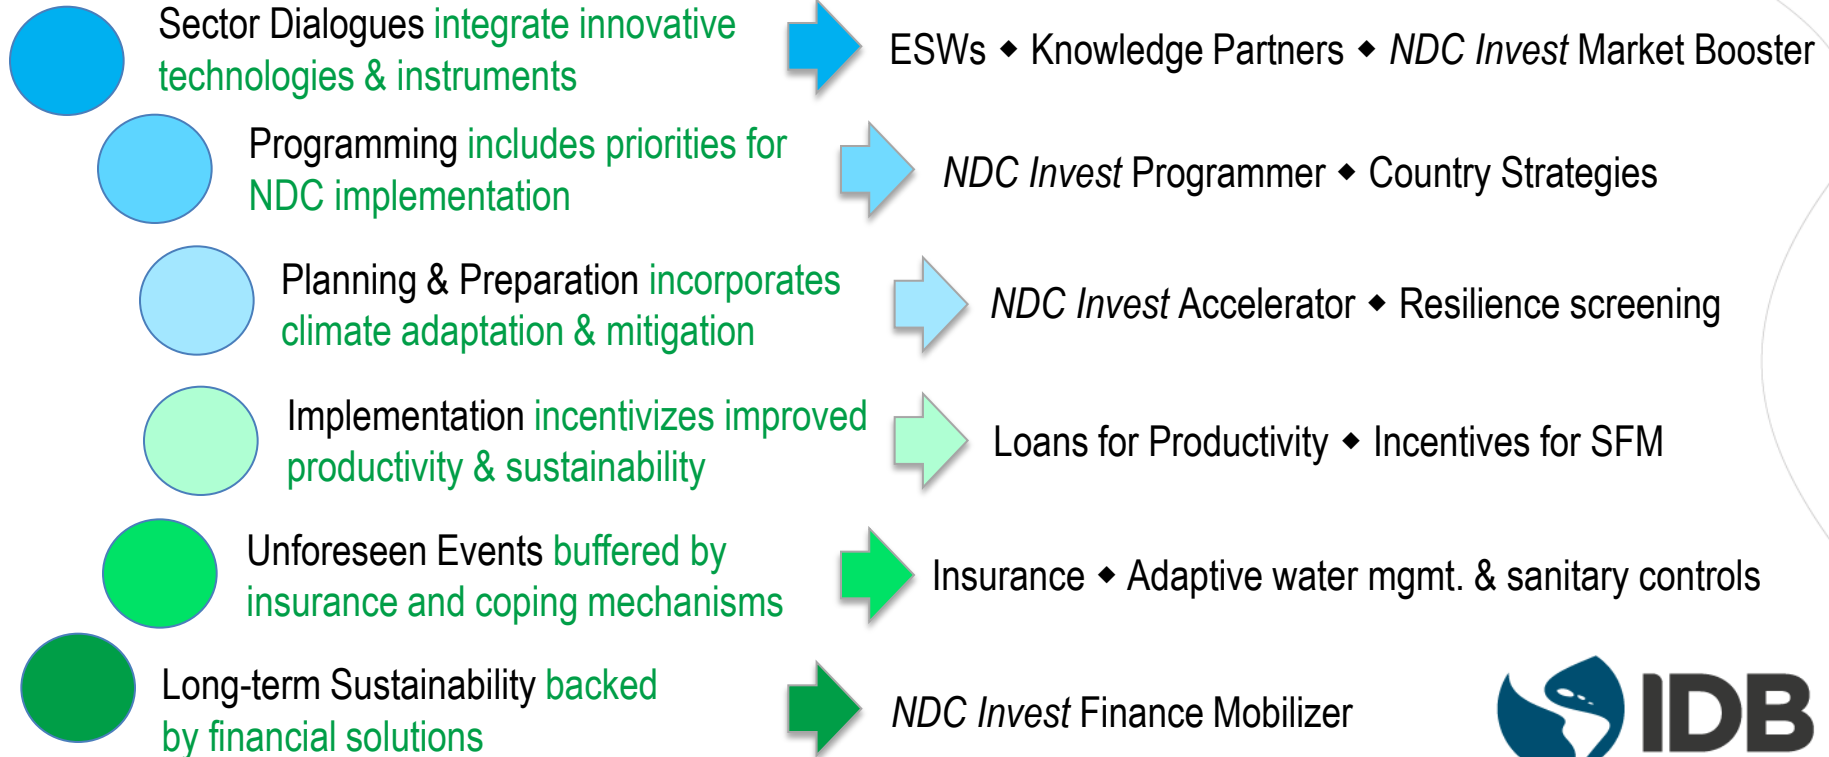 Sector Dialogues integrate innovative
technologies & instruments
ESWs ◆ Knowledge Partners ◆ NDC Invest Market Booster
Programming includes priorities for
NDC implementation
NDC Invest Programmer ◆ Country Strategies
Planning & Preparation incorporates
climate adaptation & mitigation
NDC Invest Accelerator ◆ Resilience screening
Implementation incentivizes improved
productivity & sustainability
Loans for Productivity ◆ Incentives for SFM
Unforeseen Events buffered by
insurance and coping mechanisms
Insurance ◆ Adaptive water mgmt. & sanitary controls
Long-term Sustainability backed
by financial solutions
NDC Invest Finance Mobilizer
IDB